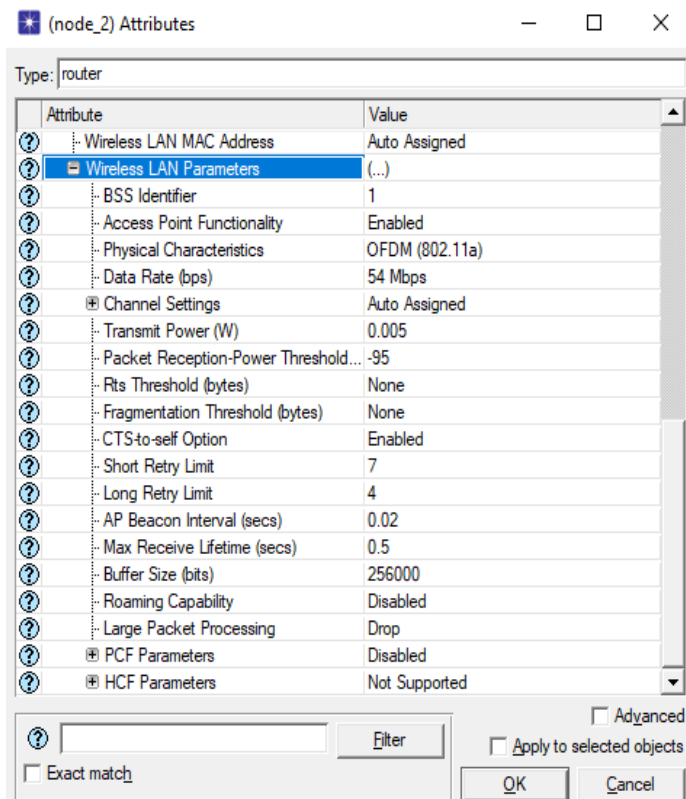 (node_2) Attributes
Type: router
Attribute Value
Wireless LAN MAC Address Auto Assigned
Wireless LAN Parameters (...)
BSS Identifier 1
Access Point Functionality Enabled
Physical Characteristics OFDM (802.11a)
Data Rate (bps) 54 Mbps
Channel Settings Auto Assigned
Transmit Power (W) 0.005
Packet Reception-Power Threshold... -95
Rts Threshold (bytes) None
Fragmentation Threshold (bytes) None
CTS-to-self Option Enabled
Short Retry Limit 7
Long Retry Limit 4
AP Beacon Interval (secs) 0.02
Max Receive Lifetime (secs) 0.5
Buffer Size (bits) 256000
Roaming Capability Disabled
Large Packet Processing Drop
PCF Parameters Disabled
HCF Parameters Not Supported
Advanced
Filter
Apply to selected objects
Exact match
OK Cancel